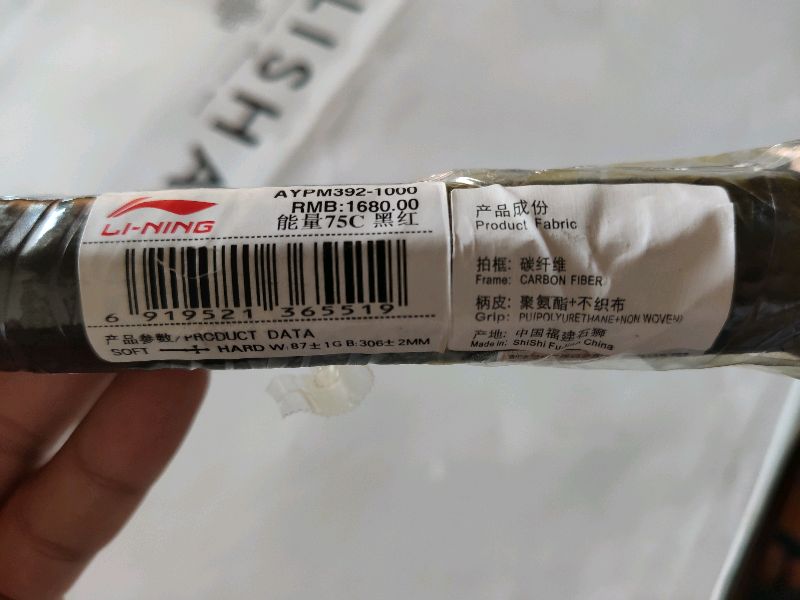 LISHA
LI-NING
AYPM392-1000
RMB:1680.00
能量75C 黑红
6 919521 365519
产品参数/PRODUCT DATA
SOFT HARD W:87±1G B:306±2MM
产品成份
Product Fabric
拍框: 碳纤维
Frame: CARBON FIBER
柄皮: 聚氨酯+不织布
Grip: PU(POLYURETHANE+NON WOVEN)
产地: 中国福建石狮
Made in: ShiShi Fujian China